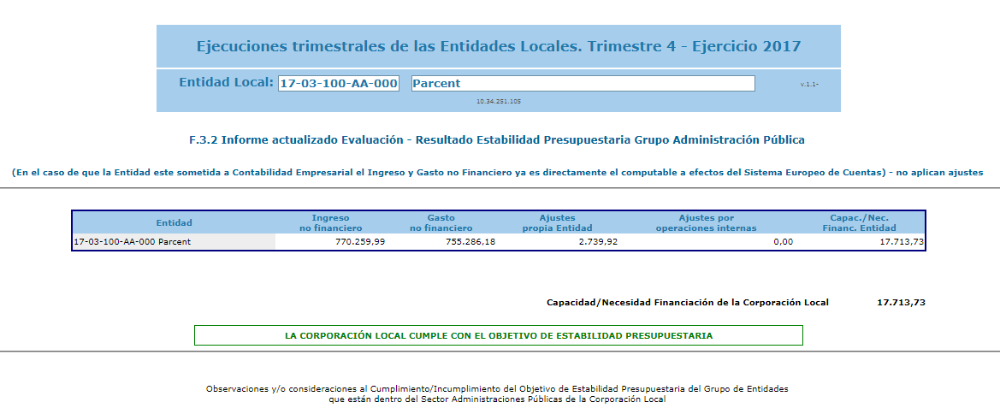 Ejecuciones trimestrales de las Entidades Locales. Trimestre 4 - Ejercicio 2017
Entidad Local: 17-03-100-AA-000 Parcent v.1.1-
10.34.251.105
F.3.2 Informe actualizado Evaluación - Resultado Estabilidad Presupuestaria Grupo Administración Pública
(En el caso de que la Entidad este sometida a Contabilidad Empresarial el Ingreso y Gasto no Financiero ya es directamente el computable a efectos del Sistema Europeo de Cuentas) - no aplican ajustes
Entidad Ingreso no financiero Gasto no financiero Ajustes propia Entidad Ajustes por operaciones internas Capac./Nec. Financ. Entidad
17-03-100-AA-000 Parcent 770.259,99 755.286,18 2.739,92 0,00 17.713,73
Capacidad/Necesidad Financiación de la Corporación Local 17.713,73
LA CORPORACIÓN LOCAL CUMPLE CON EL OBJETIVO DE ESTABILIDAD PRESUPUESTARIA
Observaciones y/o consideraciones al Cumplimiento/Incumplimiento del Objetivo de Estabilidad Presupuestaria del Grupo de Entidades
que están dentro del Sector Administraciones Públicas de la Corporación Local